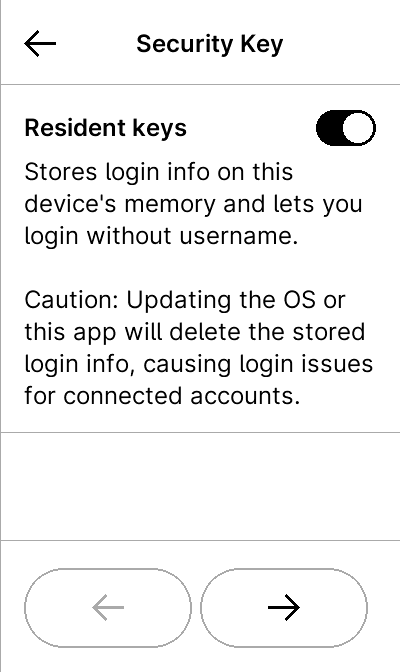 Security Key
Resident keys
Stores login info on this
device's memory and lets you
login without username.
Caution: Updating the OS or
this app will delete the stored
login info, causing login issues
for connected accounts.